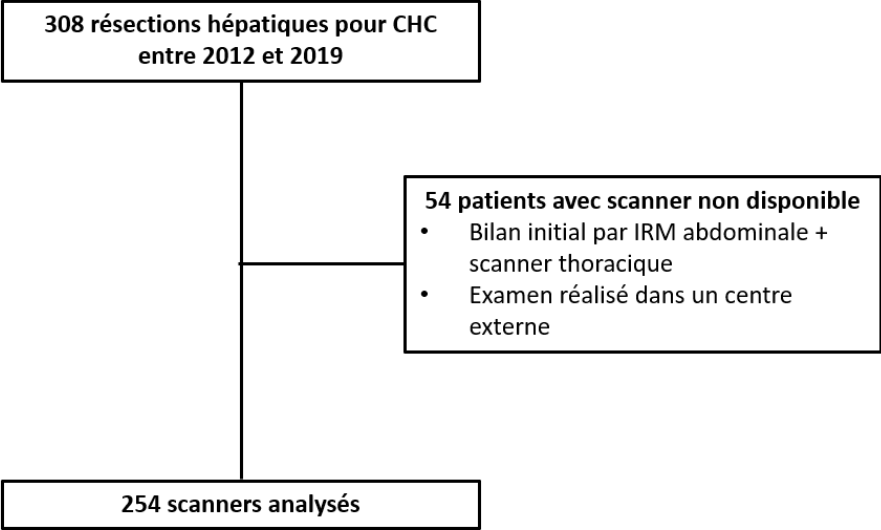 308 résections hépatiques pour CHC
entre 2012 et 2019
54 patients avec scanner non disponible
• Bilan initial par IRM abdominale +
scanner thoracique
• Examen réalisé dans un centre
externe
254 scanners analysés